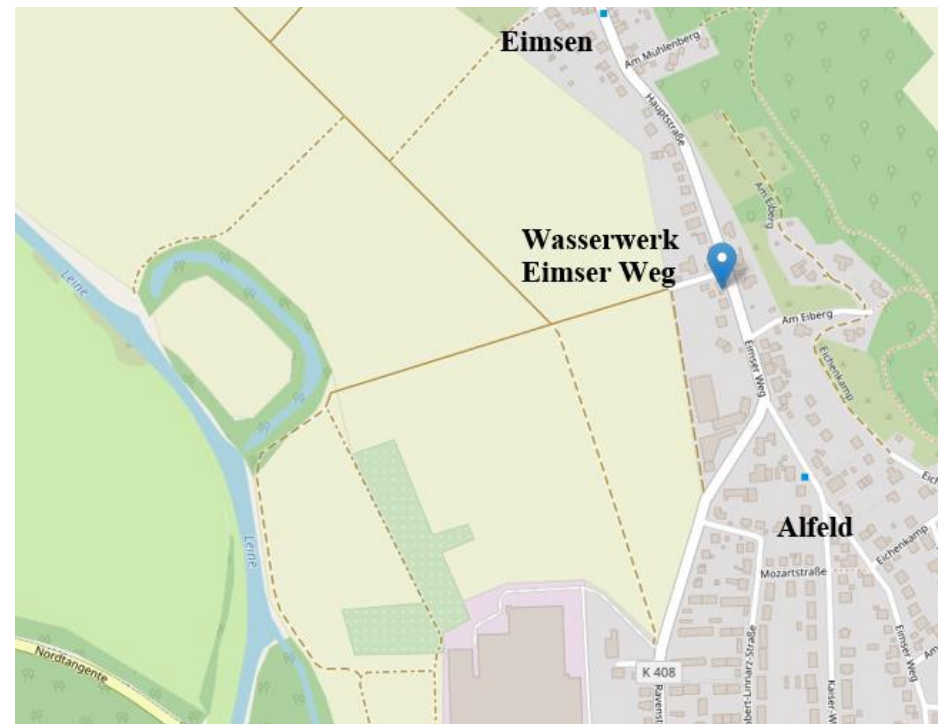 Eimsen
Am Mühlenberg
Hauptstraße
Am Eiberg
Wasserwerk
Eimser Weg
Leine
Am Eiberg
Eimser Weg
Eichenkamp
Alfeld
Eichenkamp
Mozartstraße
Leine
Nordtangente
K 408
Eimser Weg